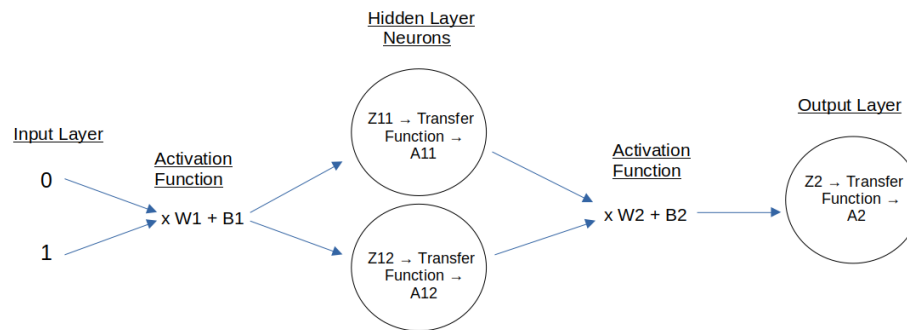 Hidden Layer
Neurons
Input Layer
0
1
Activation
Function
x W1 + B1
Z11 → Transfer
Function →
A11
Z12 → Transfer
Function →
A12
Activation
Function
x W2 + B2
Output Layer
Z2 → Transfer
Function →
A2